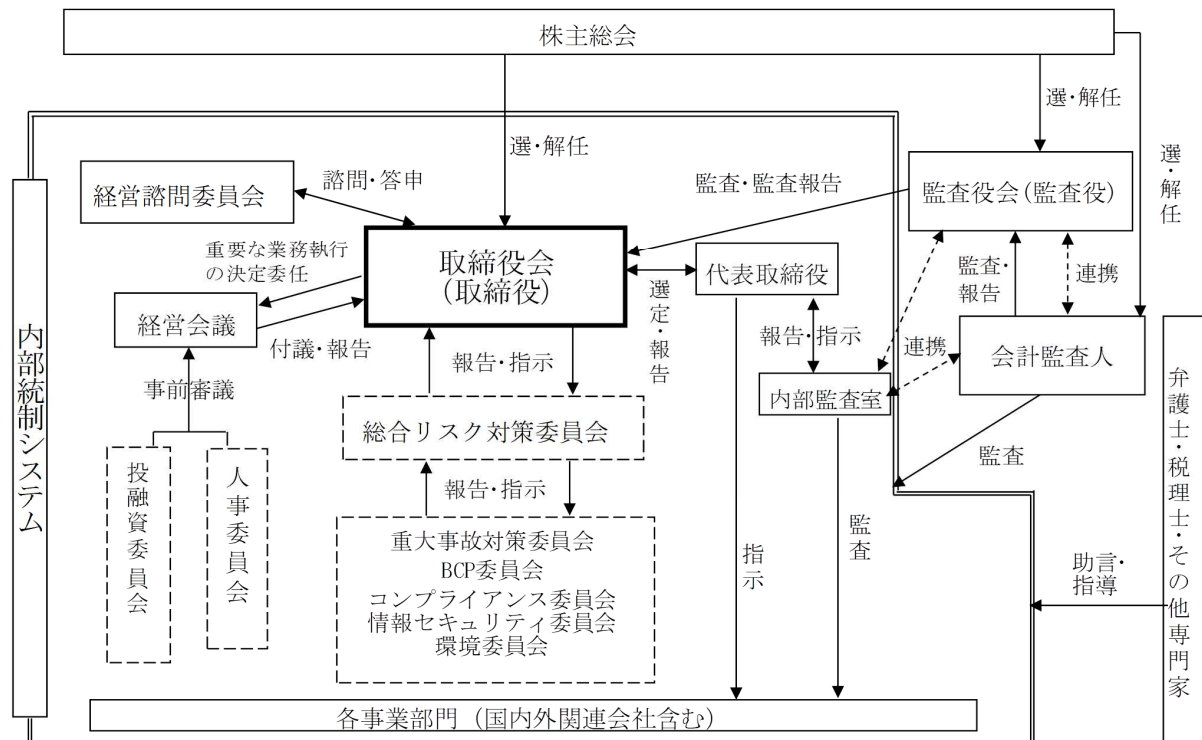 株主総会
選・解任
選・解任
選・解任
経営諮問委員会
諮問・答申
監査・監査報告
監査役会(監査役)
重要な業務執行
の決定委任
取締役会
(取締役)
代表取締役
選定・報告
監査・
報告
連携
経営会議
付議・報告
報告・指示
報告・指示
連携
会計監査人
内部監査室
事前審議
総合リスク対策委員会
監査
投融資委員会
人事委員会
報告・指示
重大事故対策委員会
BCP委員会
コンプライアンス委員会
情報セキュリティ委員会
環境委員会
指示
監査
助言・
指導
内部統制システム
弁護士・税理士・その他専門家
各事業部門（国内外関連会社含む）